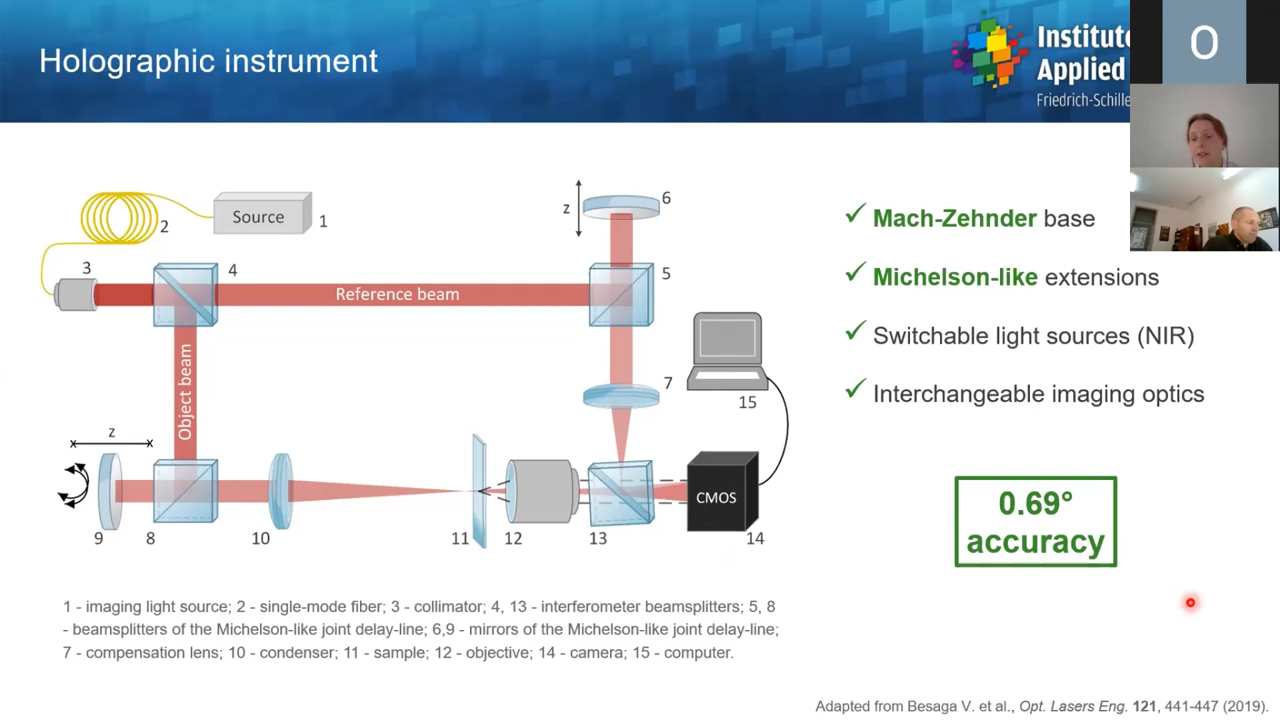 Holographic instrument
Institute
Applied
Friedrich-Schille
O
Source
1
2
3
4
Reference beam
z
6
5
Object beam
7
15
z
9
8
10
11
12
13
CMOS
14
✓ Mach-Zehnder base
✓ Michelson-like extensions
✓ Switchable light sources (NIR)
✓ Interchangeable imaging optics
0.69°
accuracy
1 - imaging light source; 2 - single-mode fiber; 3 - collimator; 4, 13 - interferometer beamsplitters; 5, 8
- beamsplitters of the Michelson-like joint delay-line; 6,9 - mirrors of the Michelson-like joint delay-line;
7 - compensation lens; 10 - condenser; 11 - sample; 12 - objective; 14 - camera; 15 - computer.
Adapted from Besaga V. et al., Opt. Lasers Eng. 121, 441-447 (2019).